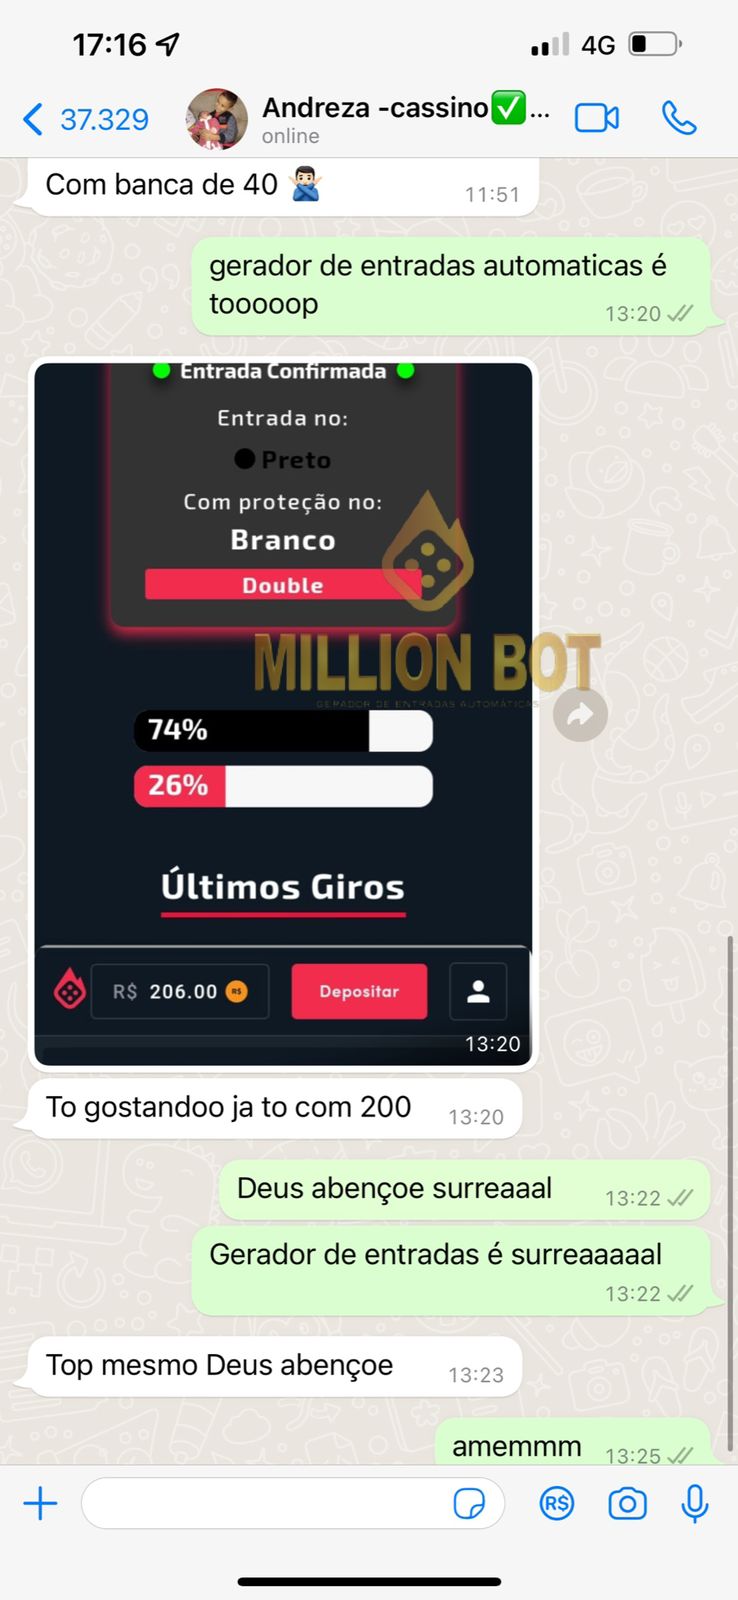 17:16
4G
37.329
Andreza -cassino✅...
online
Com banca de 40 🙅🏻‍♂️
11:51
gerador de entradas automaticas é
tooooop
13:20
Entrada Confirmada
Entrada no:
Preto
Com proteção no:
Branco
Double
MILLION BOT
GERADOR DE ENTRADAS AUTOMÁTICAS
74%
26%
Últimos Giros
R$ 206.00 R$
Depositar
13:20
To gostandoo ja to com 200
13:20
Deus abençoe surreaaal
13:22
Gerador de entradas é surreaaaaal
13:22
Top mesmo Deus abençoe
13:23
amemmm
13:25
R$